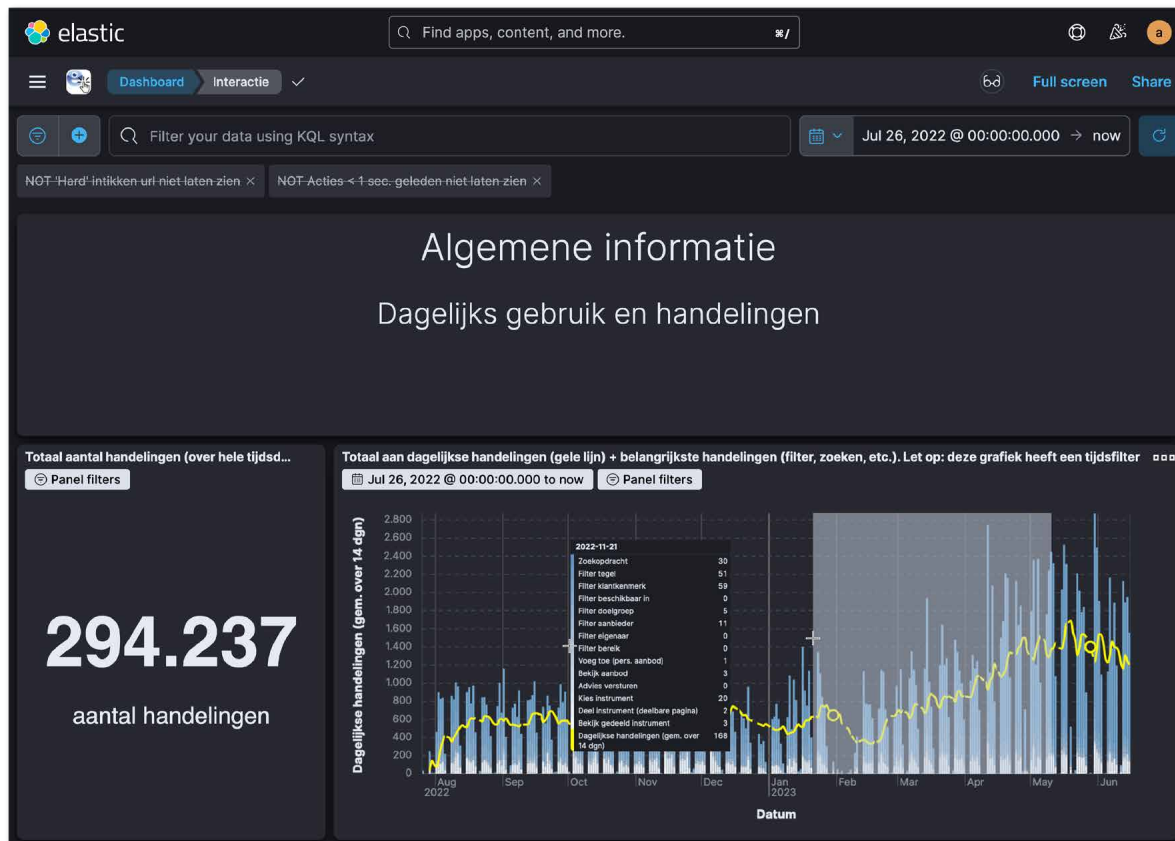 elastic
Find apps, content, and more.
⌘/
a
Dashboard
Interactie
Full screen
Share
Filter your data using KQL syntax
Jul 26, 2022 @ 00:00:00.000 → now
NOT 'Hard' intikken url niet laten zien ×
NOT Acties < 1 sec. geleden niet laten zien ×
Algemene informatie
Dagelijks gebruik en handelingen
Totaal aantal handelingen (over hele tijdsd...
Panel filters
294.237
aantal handelingen
Totaal aan dagelijkse handelingen (gele lijn) + belangrijkste handelingen (filter, zoeken, etc.). Let op: deze grafiek heeft een tijdsfilter
Jul 26, 2022 @ 00:00:00.000 to now
Panel filters
Dagelijkse handelingen (gem. over 14 dgn)
2.800
2.600
2.400
2.200
2.000
1.800
1.600
1.400
1.200
1.000
800
600
400
200
0
2022-11-21
Zoekopdracht 30
Filter tegel 51
Filter klantkenmerk 59
Filter beschikbaar in 0
Filter doelgroep 5
Filter aanbieder 11
Filter eigenaar 0
Filter bereik 0
Voeg toe (pers. aanbod) 1
Bekijk aanbod 3
Advies versturen 0
Kies instrument 20
Deel instrument (deelbare pagina) 2
Bekijk gedeeld instrument 3
Dagelijkse handelingen (gem. over 168
14 dgn)
Aug Sep Oct Nov Dec Jan Feb Mar Apr May Jun
2022 2023
Datum